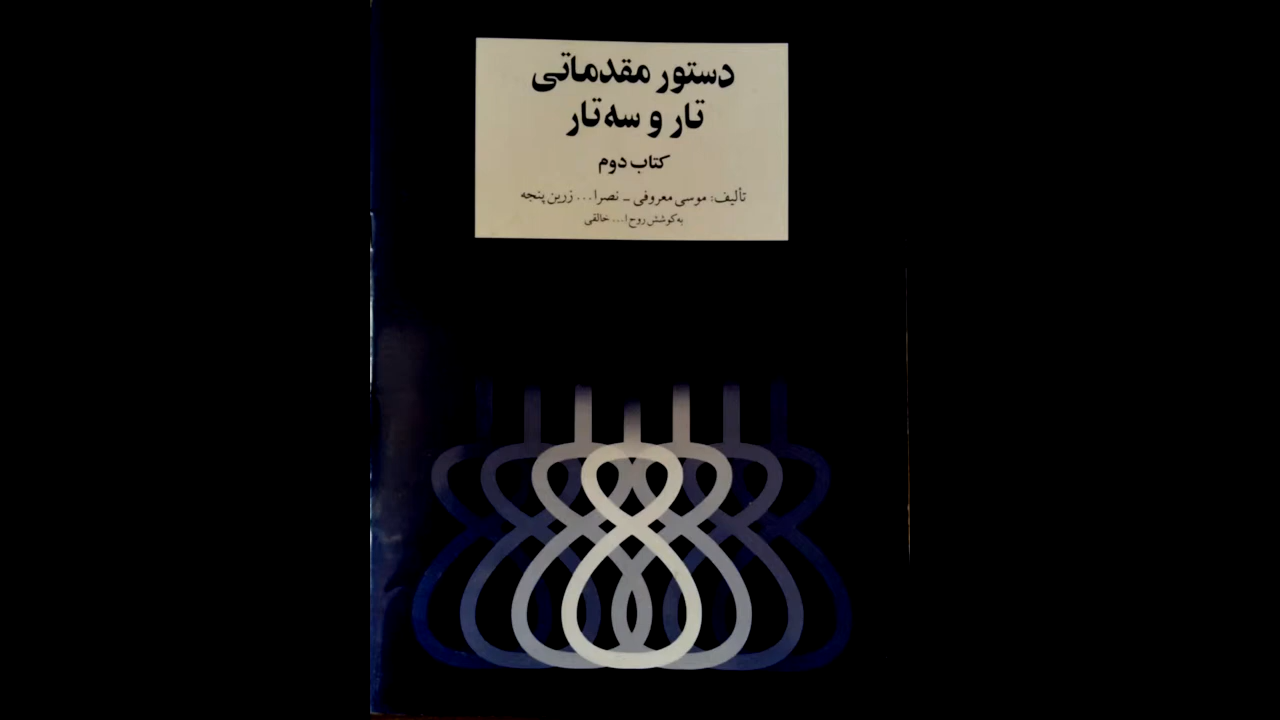 دستور مقدماتی
تار و سه‌تار
کتاب دوم
تألیف: موسی معروفی ـ نصرا... زرین پنجه
به‌کوشش روح ا... خالقی